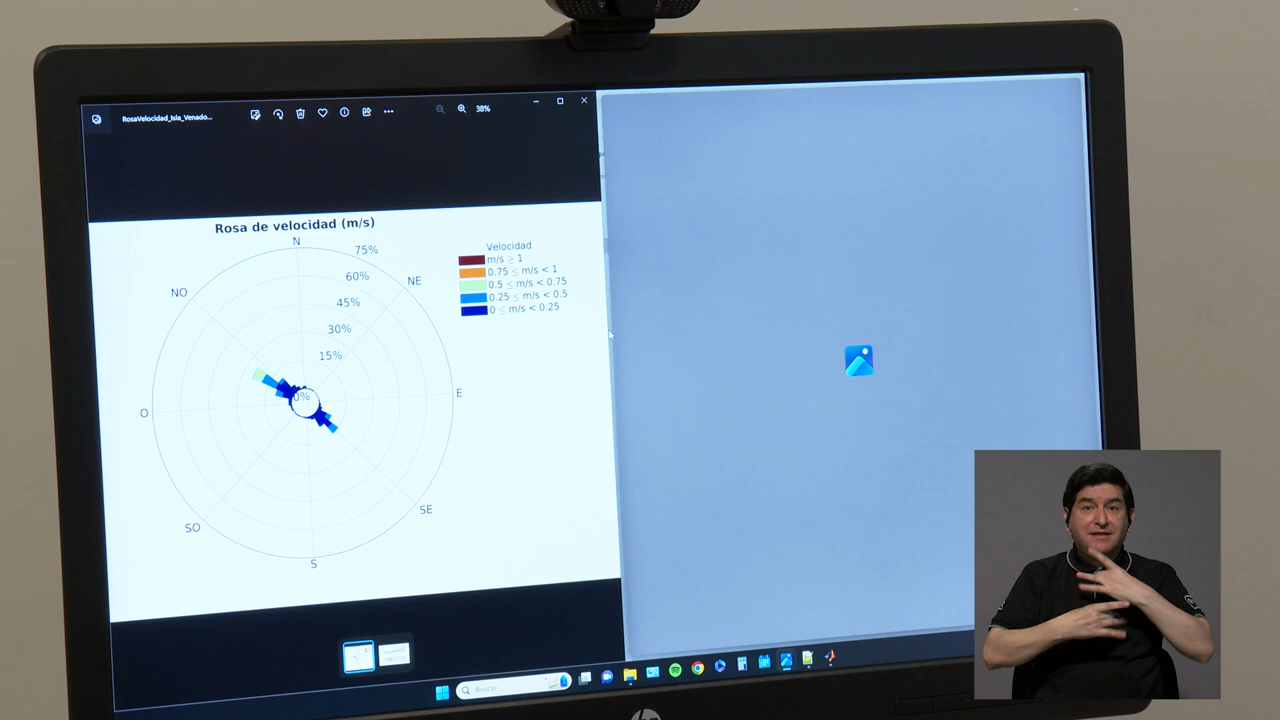 RosaVelocidad_Isla_Venado...
38%
Rosa de velocidad (m/s)
N
75%
60%
45%
30%
15%
0%
NE
E
SE
S
SO
O
NO
Velocidad
m/s ≥ 1
0.75 ≤ m/s < 1
0.5 ≤ m/s < 0.75
0.25 ≤ m/s < 0.5
0 ≤ m/s < 0.25
Buscar
hp